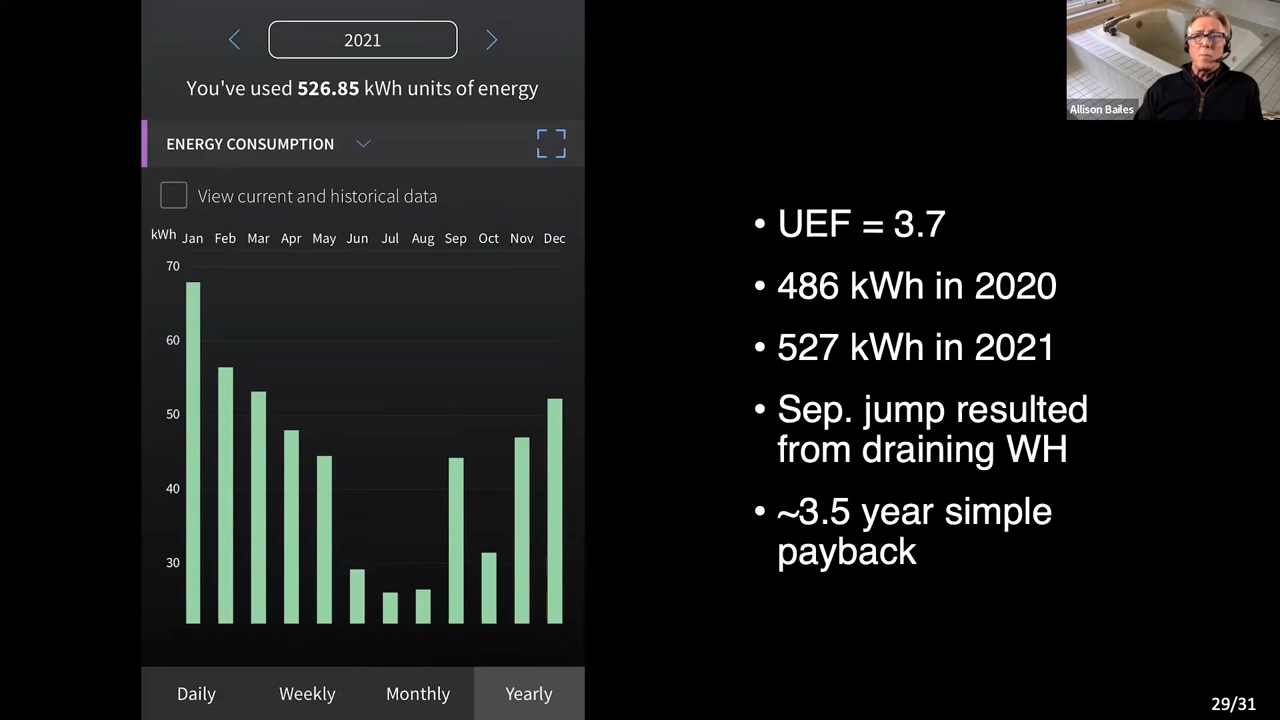 2021
You've used 526.85 kWh units of energy
ENERGY CONSUMPTION
View current and historical data
kWh Jan Feb Mar Apr May Jun Jul Aug Sep Oct Nov Dec
70
60
50
40
30
Daily Weekly Monthly Yearly
• UEF = 3.7
• 486 kWh in 2020
• 527 kWh in 2021
• Sep. jump resulted
from draining WH
• ~3.5 year simple
payback
Allison Bailes
29/31